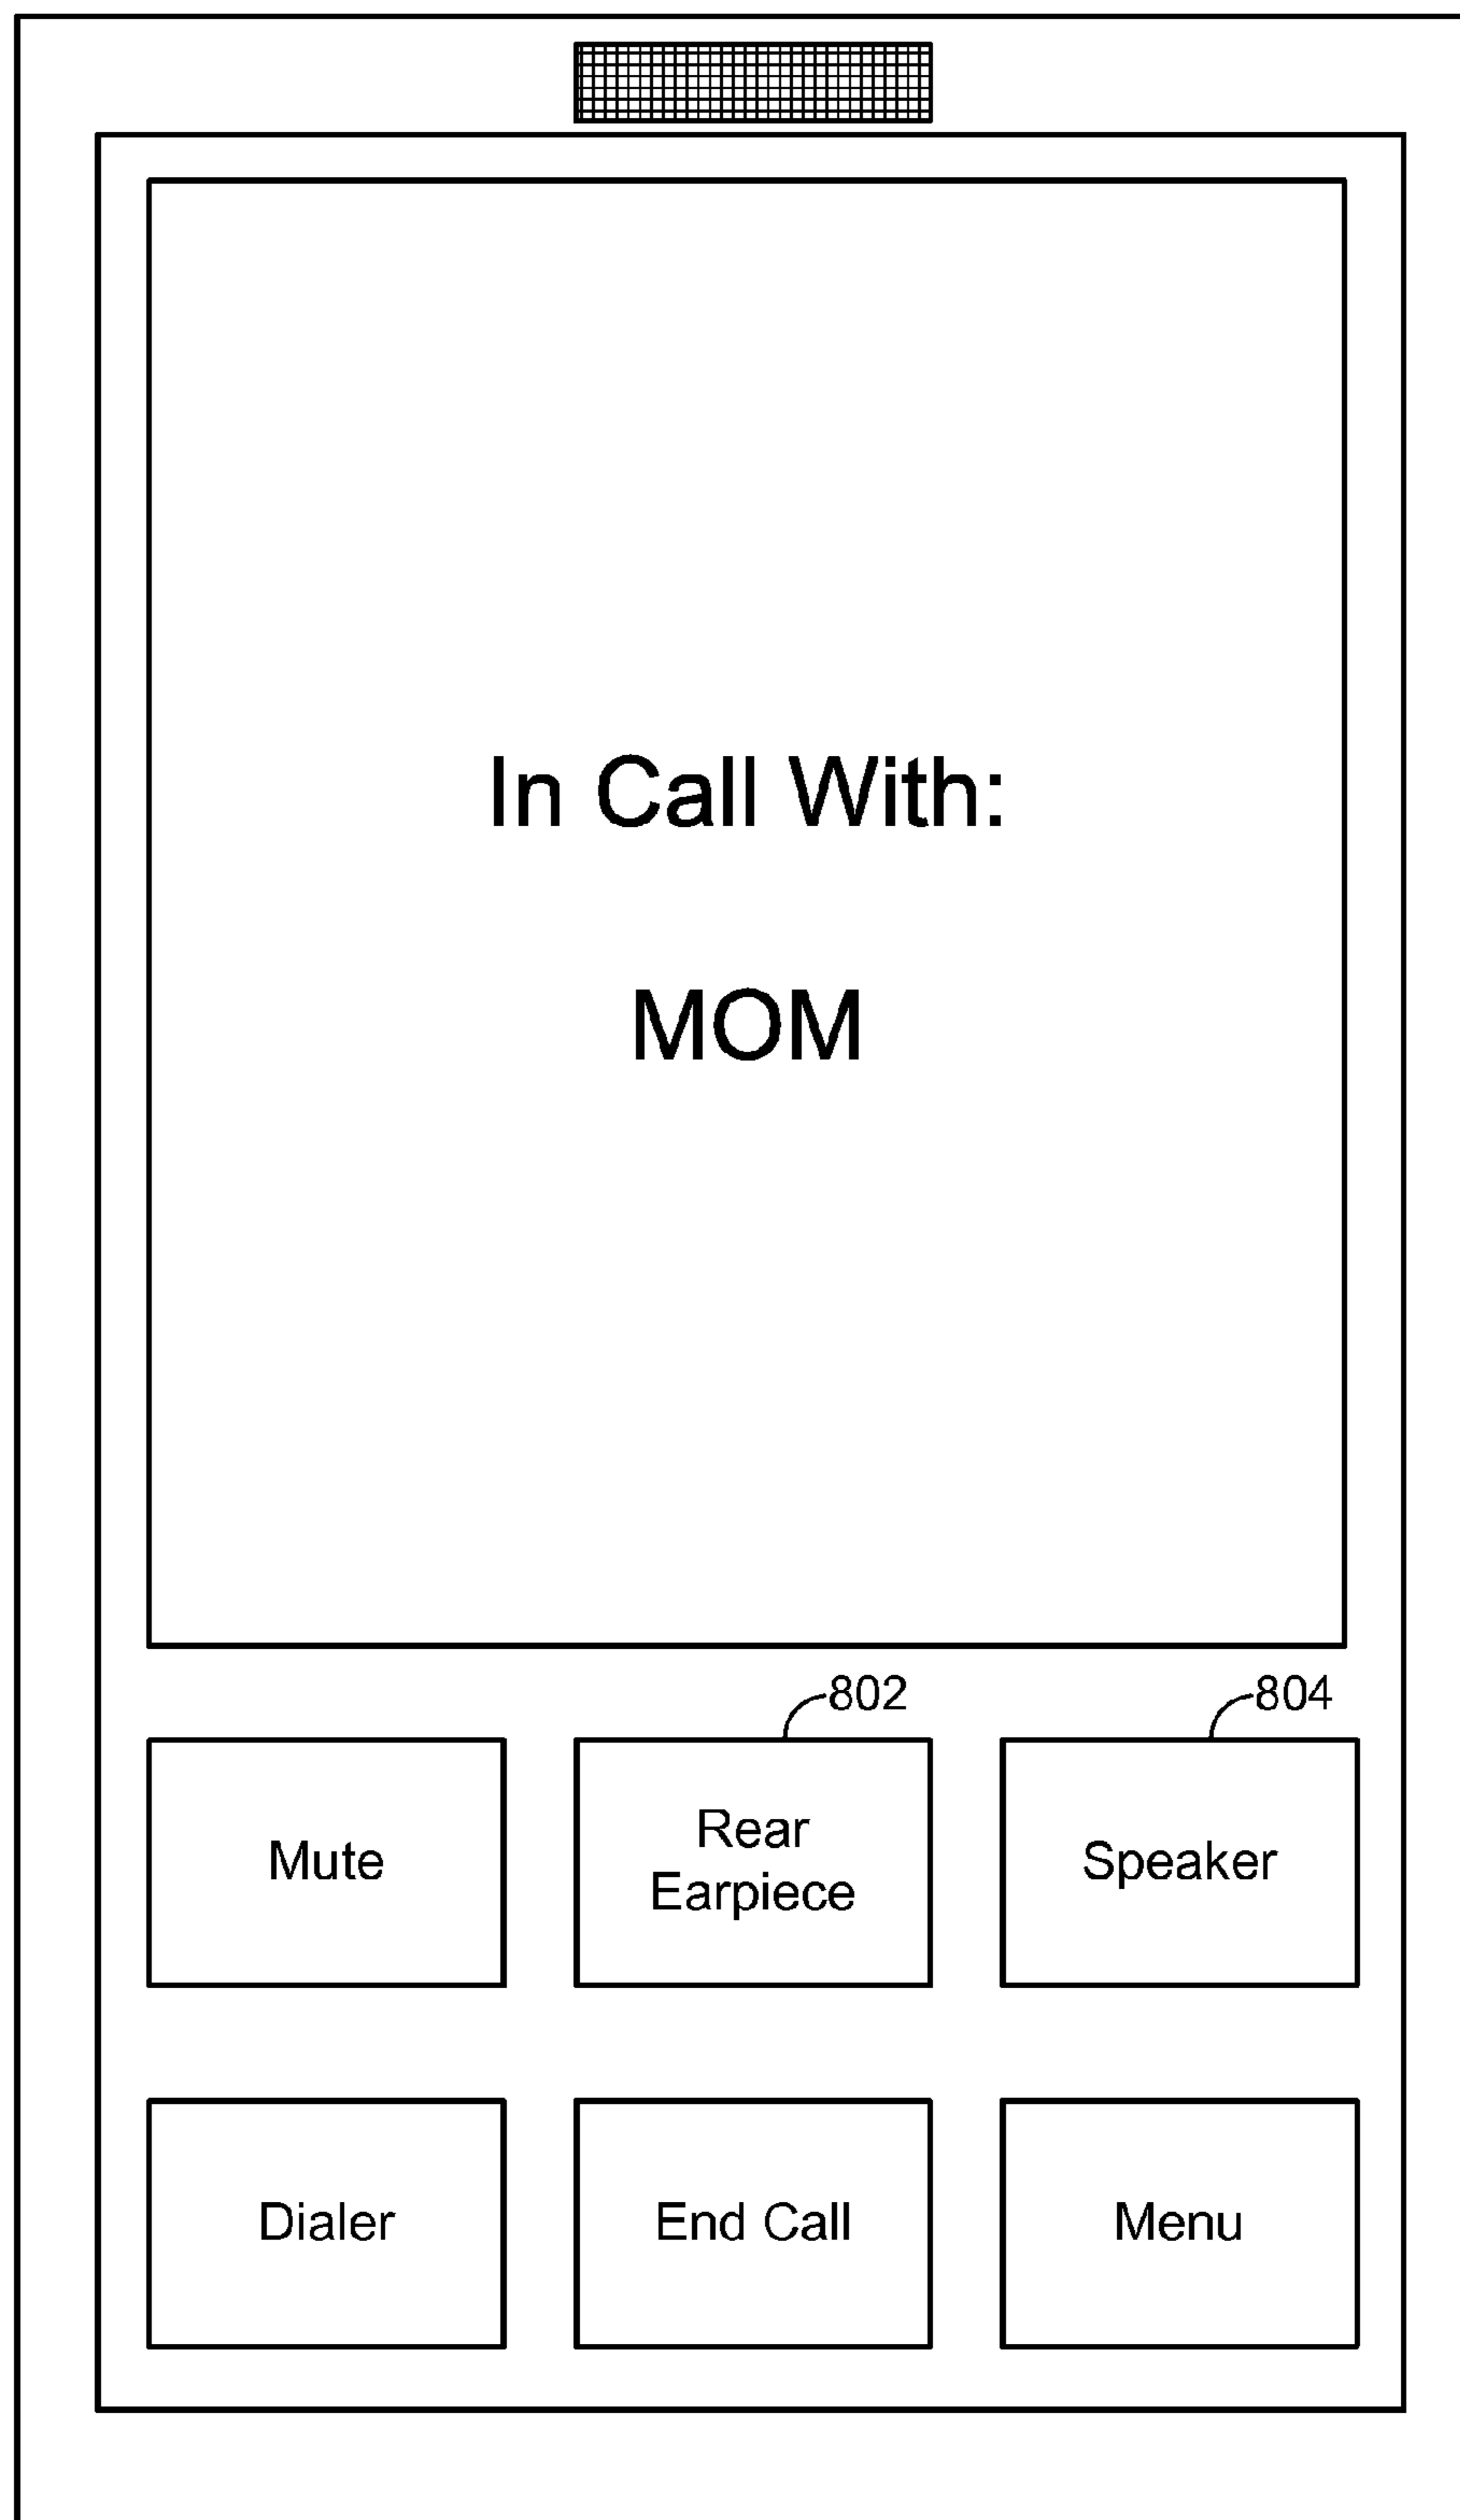 In Call With:
MOM
802
804
Mute
Rear
Earpiece
Speaker
Dialer
End Call
Menu